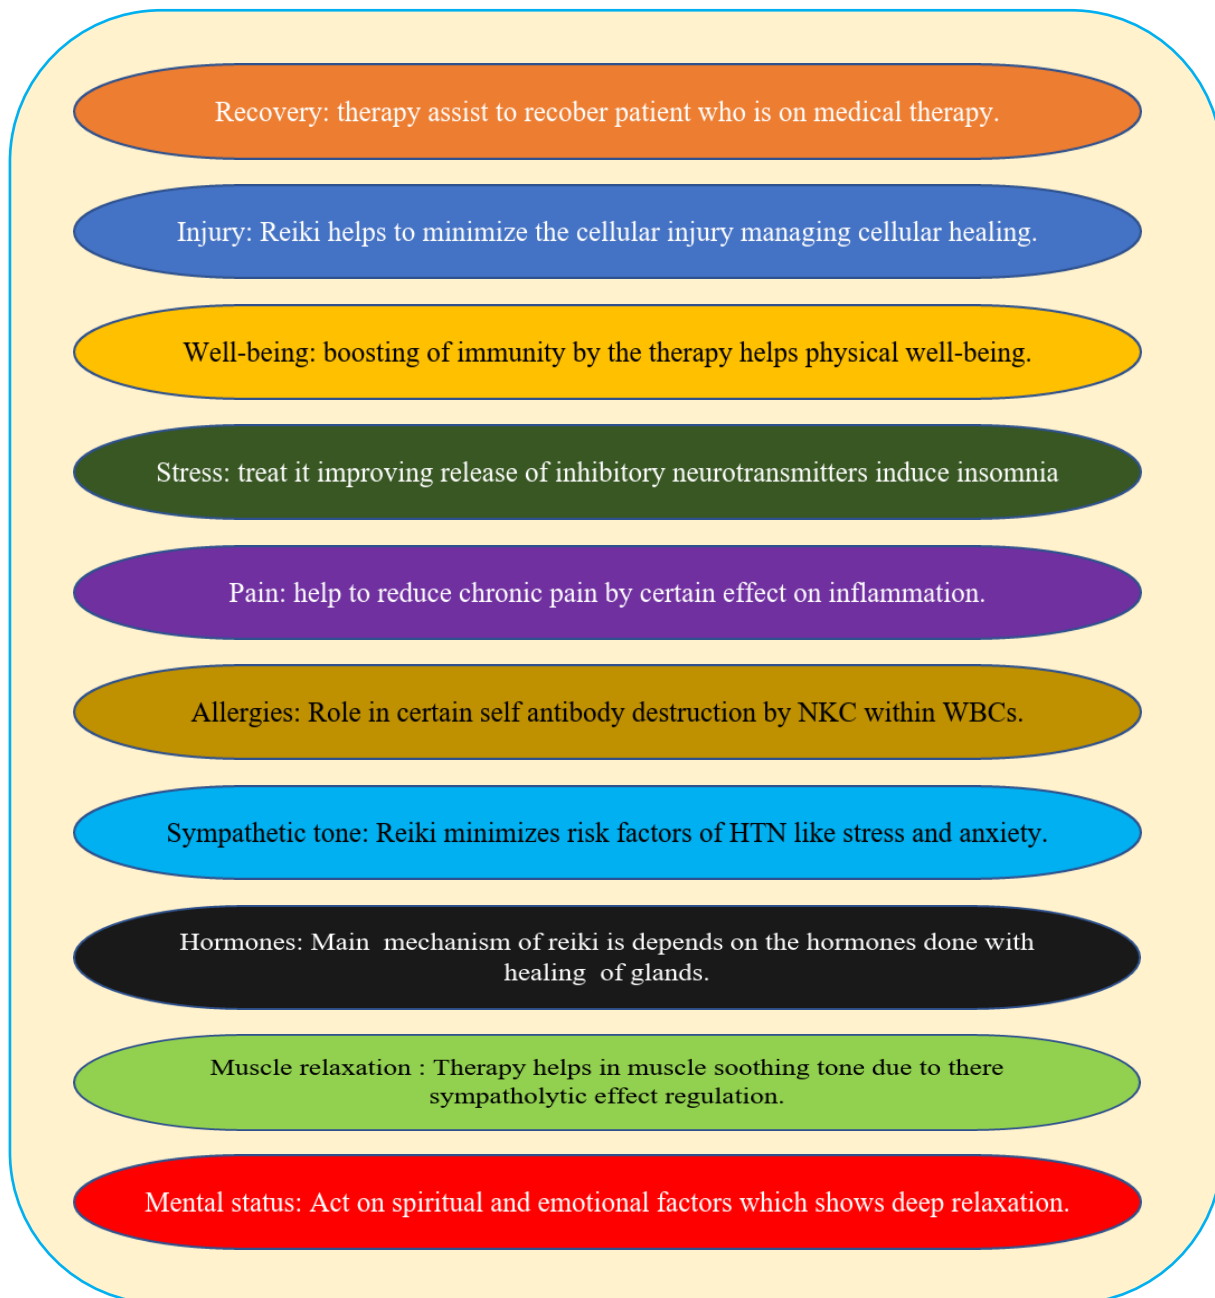 Recovery: therapy assist to recober patient who is on medical therapy.
Injury: Reiki helps to minimize the cellular injury managing cellular healing.
Well-being: boosting of immunity by the therapy helps physical well-being.
Stress: treat it improving release of inhibitory neurotransmitters induce insomnia
Pain: help to reduce chronic pain by certain effect on inflammation.
Allergies: Role in certain self antibody destruction by NKC within WBCs.
Sympathetic tone: Reiki minimizes risk factors of HTN like stress and anxiety.
Hormones: Main  mechanism of reiki is depends on the hormones done with
healing  of glands.
Muscle relaxation : Therapy helps in muscle soothing tone due to there
sympatholytic effect regulation.
Mental status: Act on spiritual and emotional factors which shows deep relaxation.